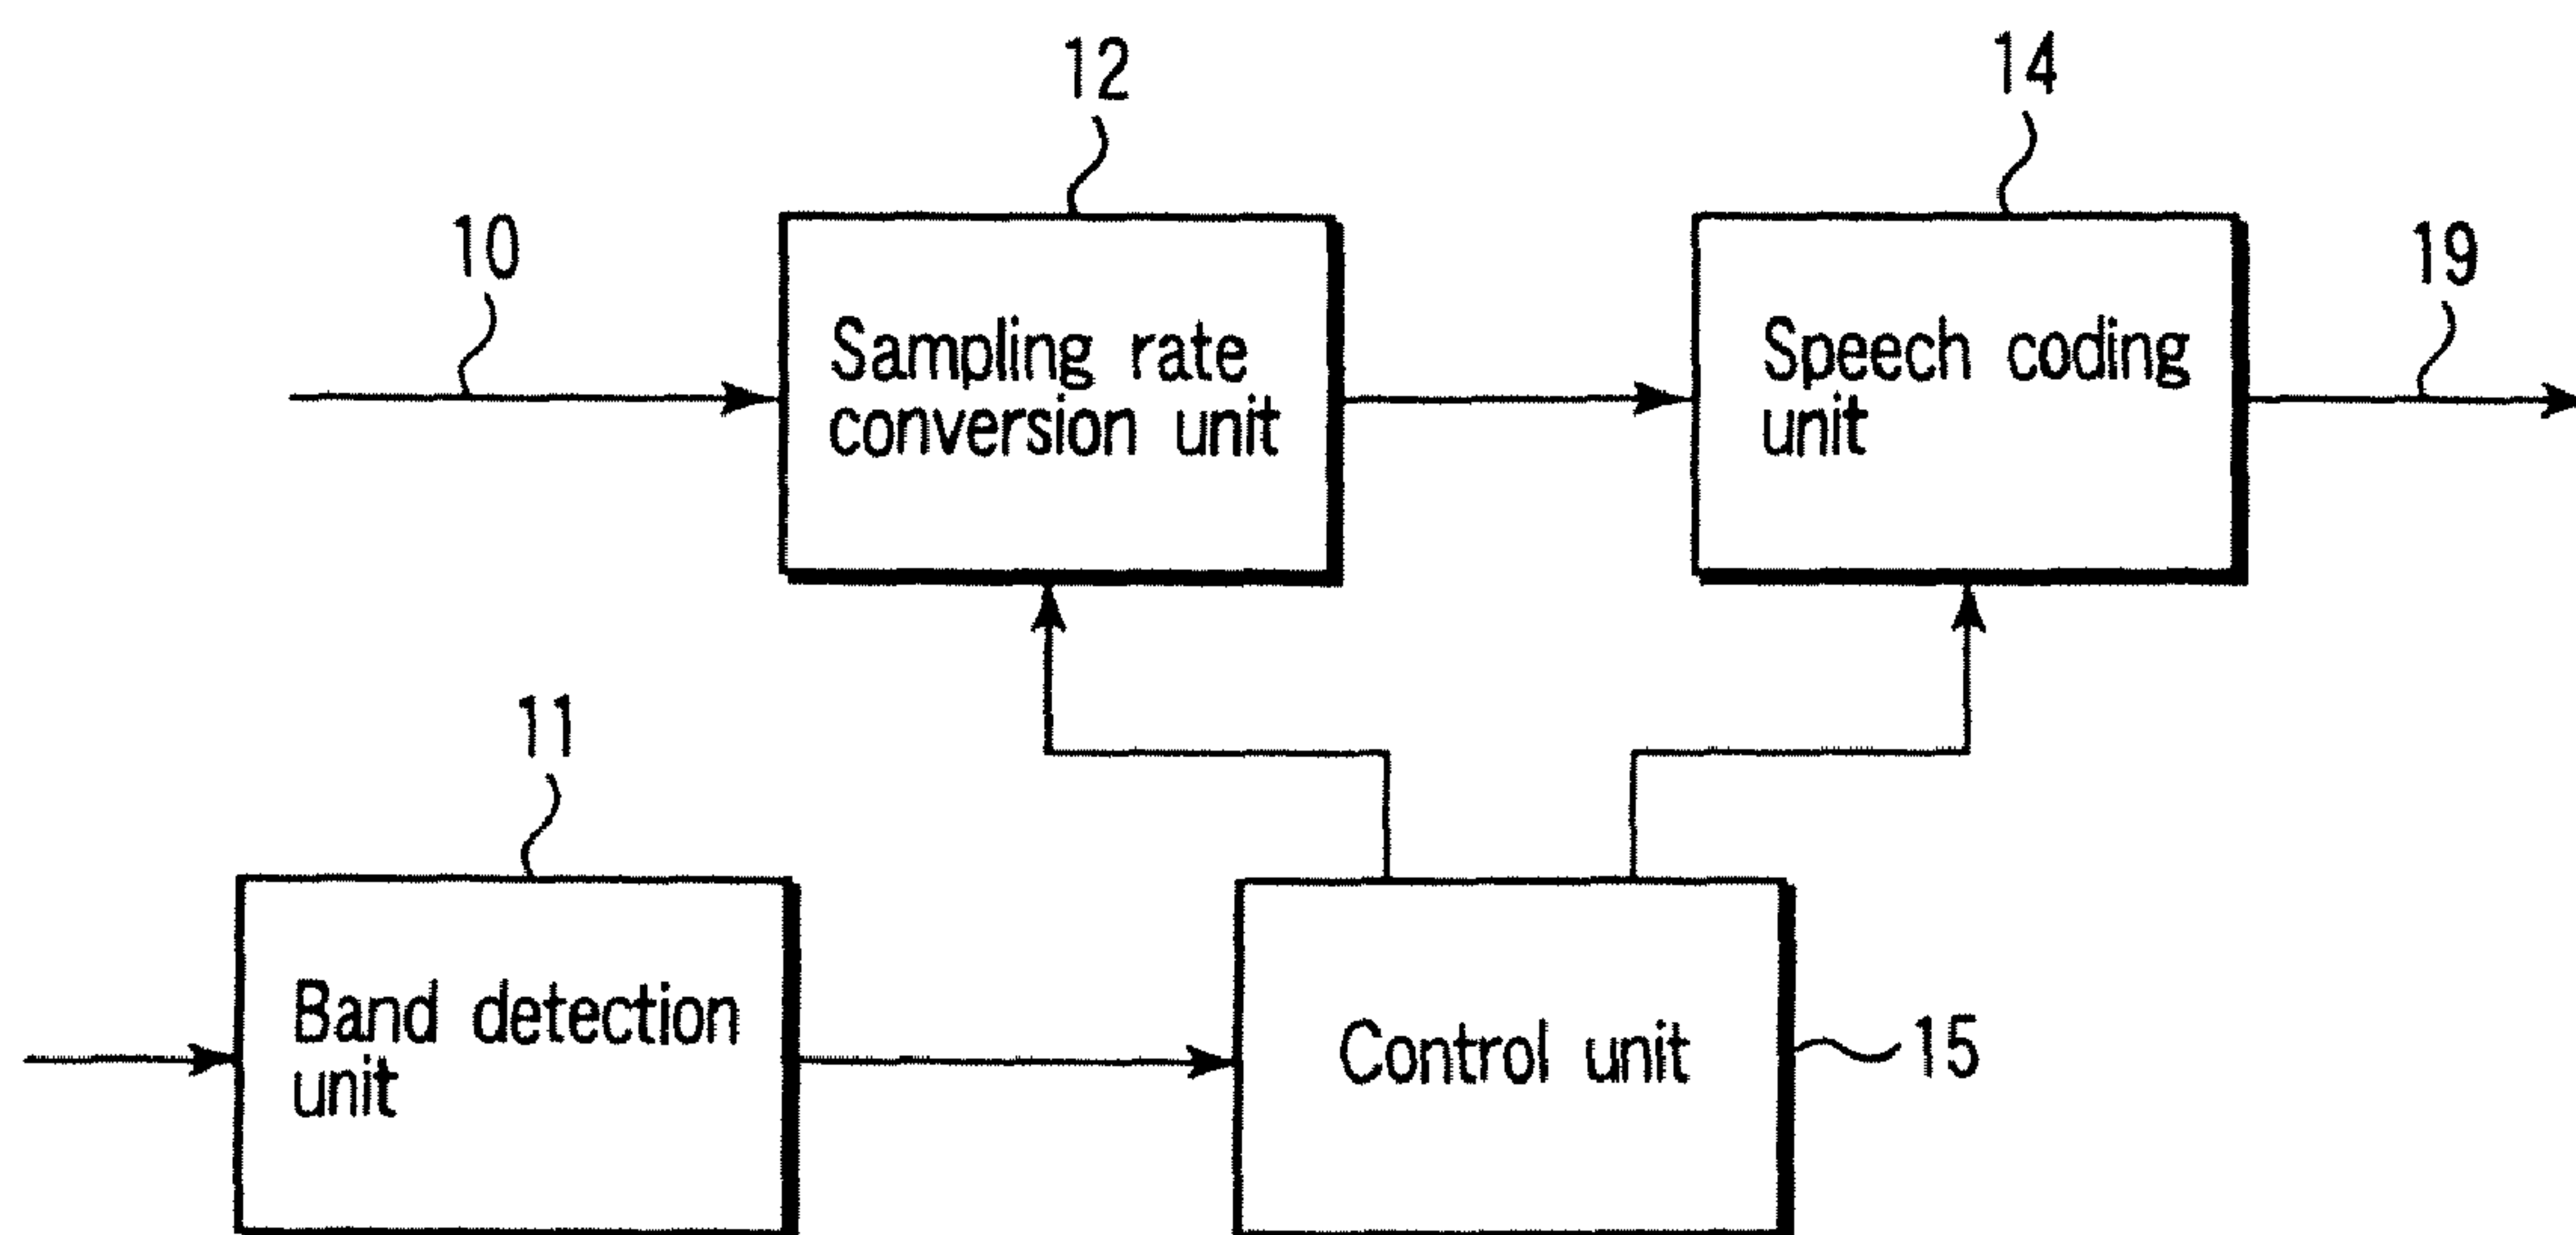 12
14
10
19
Sampling rate
conversion unit
Speech coding
unit
11
Band detection
unit
Control unit
15